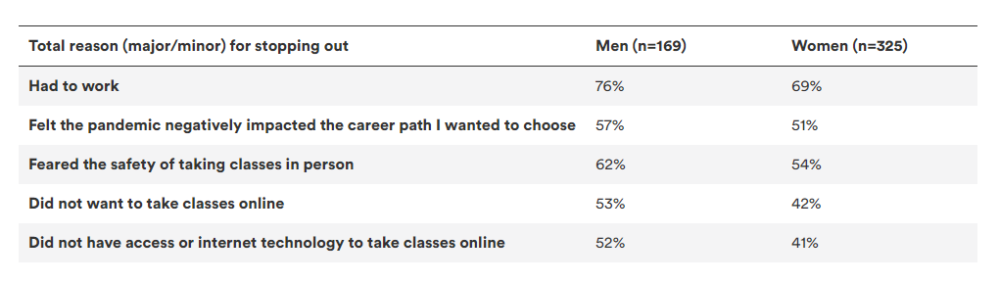 Total reason (major/minor) for stopping out Men (n=169) Women (n=325)
Had to work 76% 69%
Felt the pandemic negatively impacted the career path I wanted to choose 57% 51%
Feared the safety of taking classes in person 62% 54%
Did not want to take classes online 53% 42%
Did not have access or internet technology to take classes online 52% 41%